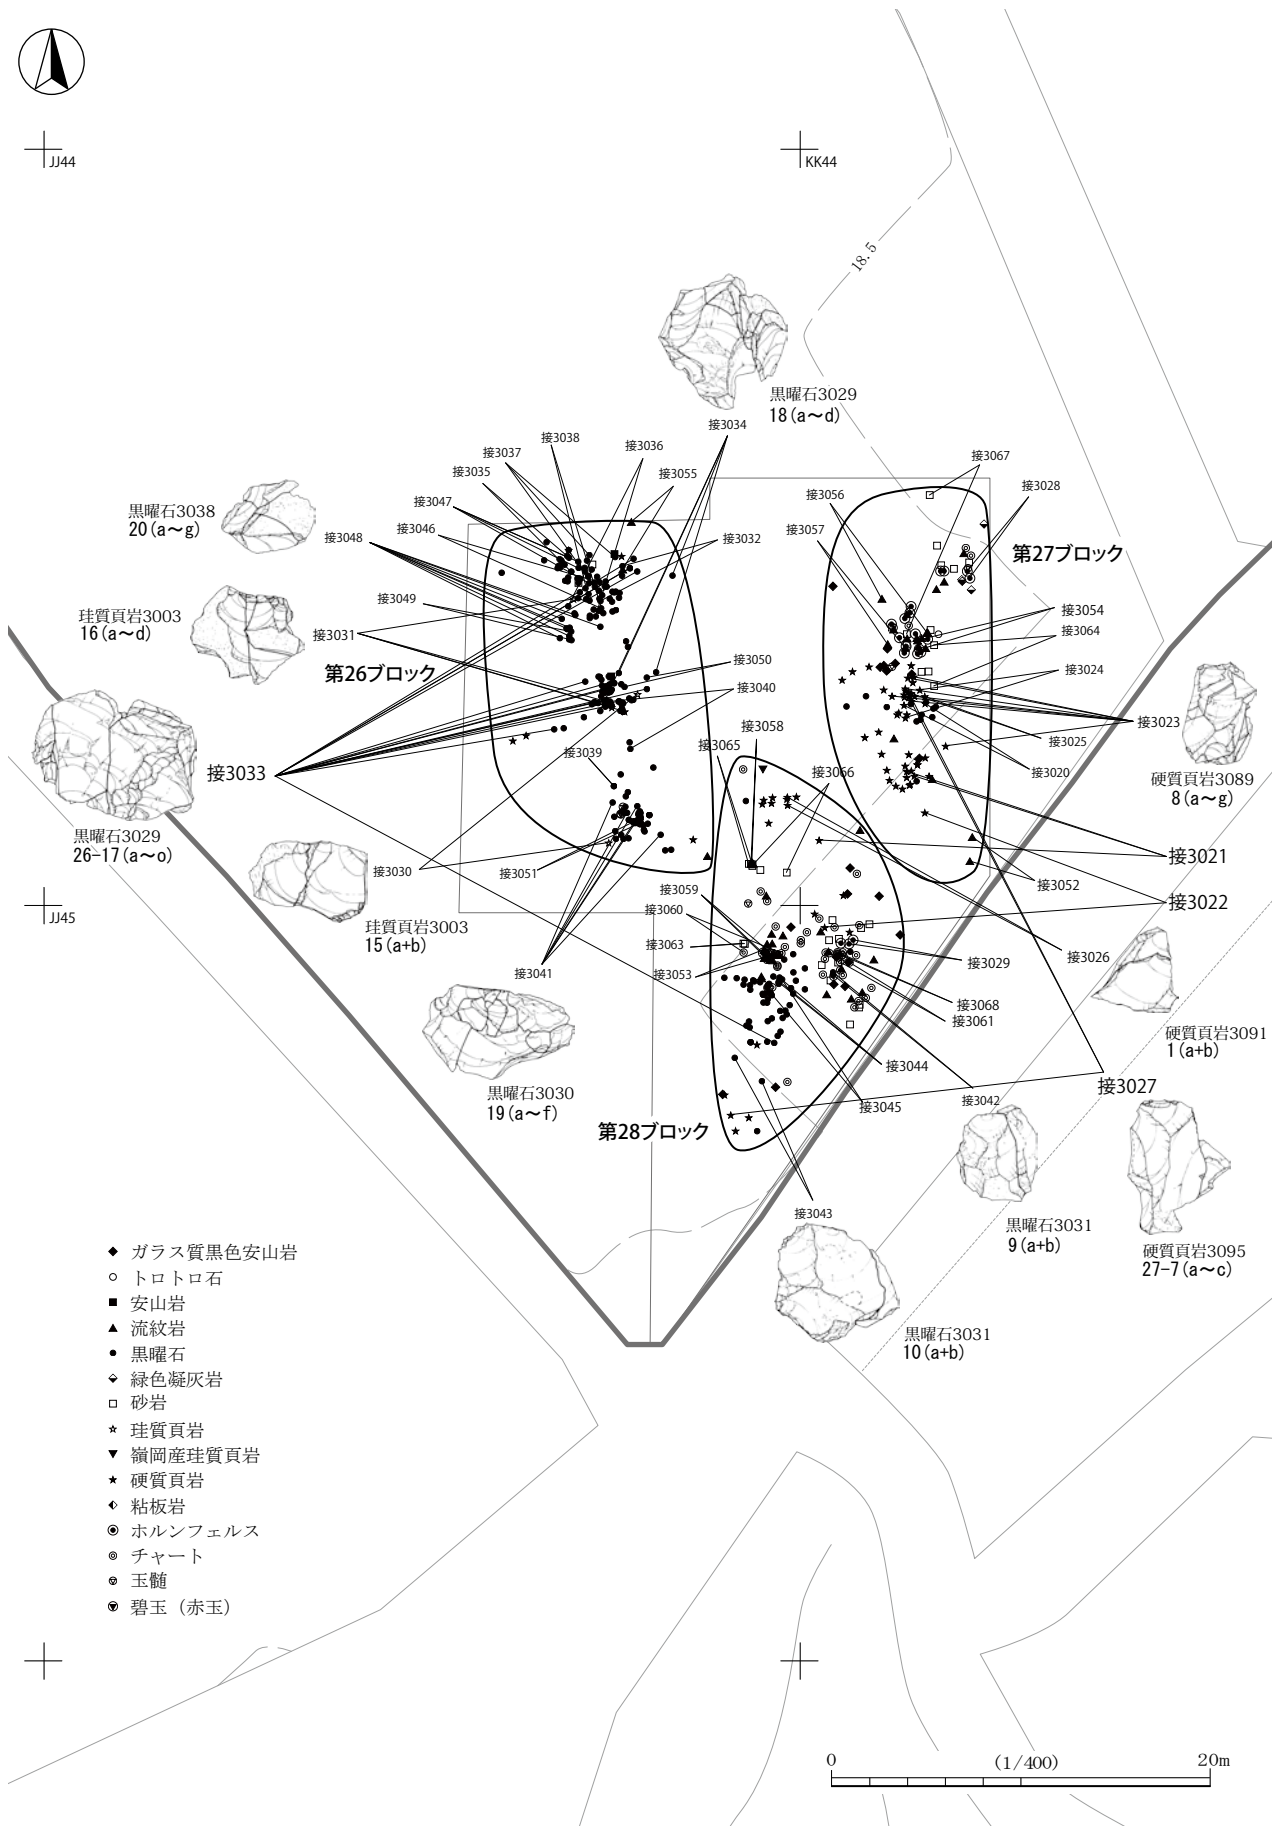 JJ44
KK44
18.5
黒曜石3029
18(a～d)
接3034
接3038
接3036
接3037
接3035
接3055
接3067
接3028
接3047
接3056
黒曜石3038
20(a～g)
接3046
接3057
接3048
接3032
第27ブロック
接3049
接3054
珪質頁岩3003
16(a～d)
接3031
接3064
第26ブロック
接3050
接3024
接3040
接3023
接3058
接3025
接3039
接3065
接3066
接3020
接3033
硬質頁岩3089
8(a～g)
黒曜石3029
26-17(a～o)
接3021
接3030
接3051
接3052
接3059
接3022
JJ45
接3060
珪質頁岩3003
15(a+b)
接3063
接3026
接3029
接3041
接3053
接3068
接3061
硬質頁岩3091
1(a+b)
接3044
接3027
黒曜石3030
19(a～f)
接3042
接3045
第28ブロック
接3043
黒曜石3031
9(a+b)
硬質頁岩3095
27-7(a～c)
黒曜石3031
10(a+b)
ガラス質黒色安山岩
トロトロ石
安山岩
流紋岩
黒曜石
緑色凝灰岩
砂岩
珪質頁岩
嶺岡産珪質頁岩
硬質頁岩
粘板岩
ホルンフェルス
チャート
玉髄
碧玉（赤玉）
0 (1/400) 20m